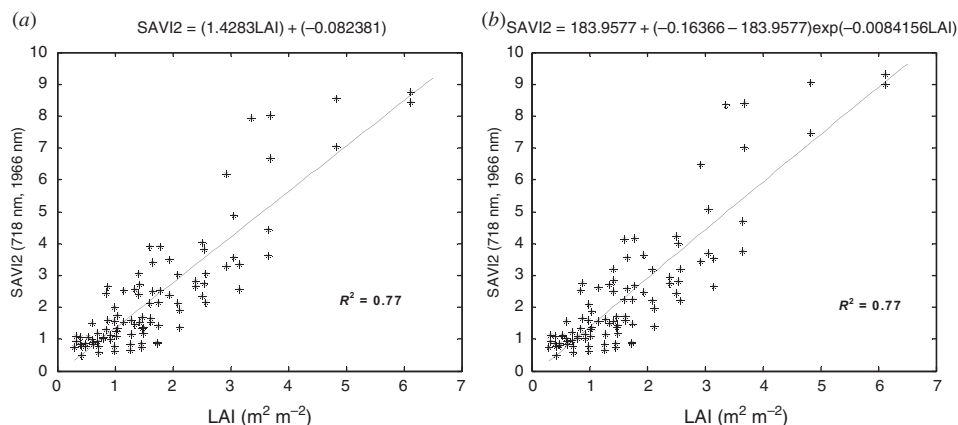 (a) SAVI2 = (1.4283LAI) + (−0.082381)
10
9
8
7
6
5
4
3
2
1
0
SAVI2 (718 nm, 1966 nm)
R² = 0.77
0 1 2 3 4 5 6 7
LAI (m² m⁻²)
(b) SAVI2 = 183.9577 + (−0.16366 − 183.9577)exp(−0.0084156LAI)
10
9
8
7
6
5
4
3
2
1
0
SAVI2 (718 nm, 1966 nm)
R² = 0.77
0 1 2 3 4 5 6 7
LAI (m² m⁻²)